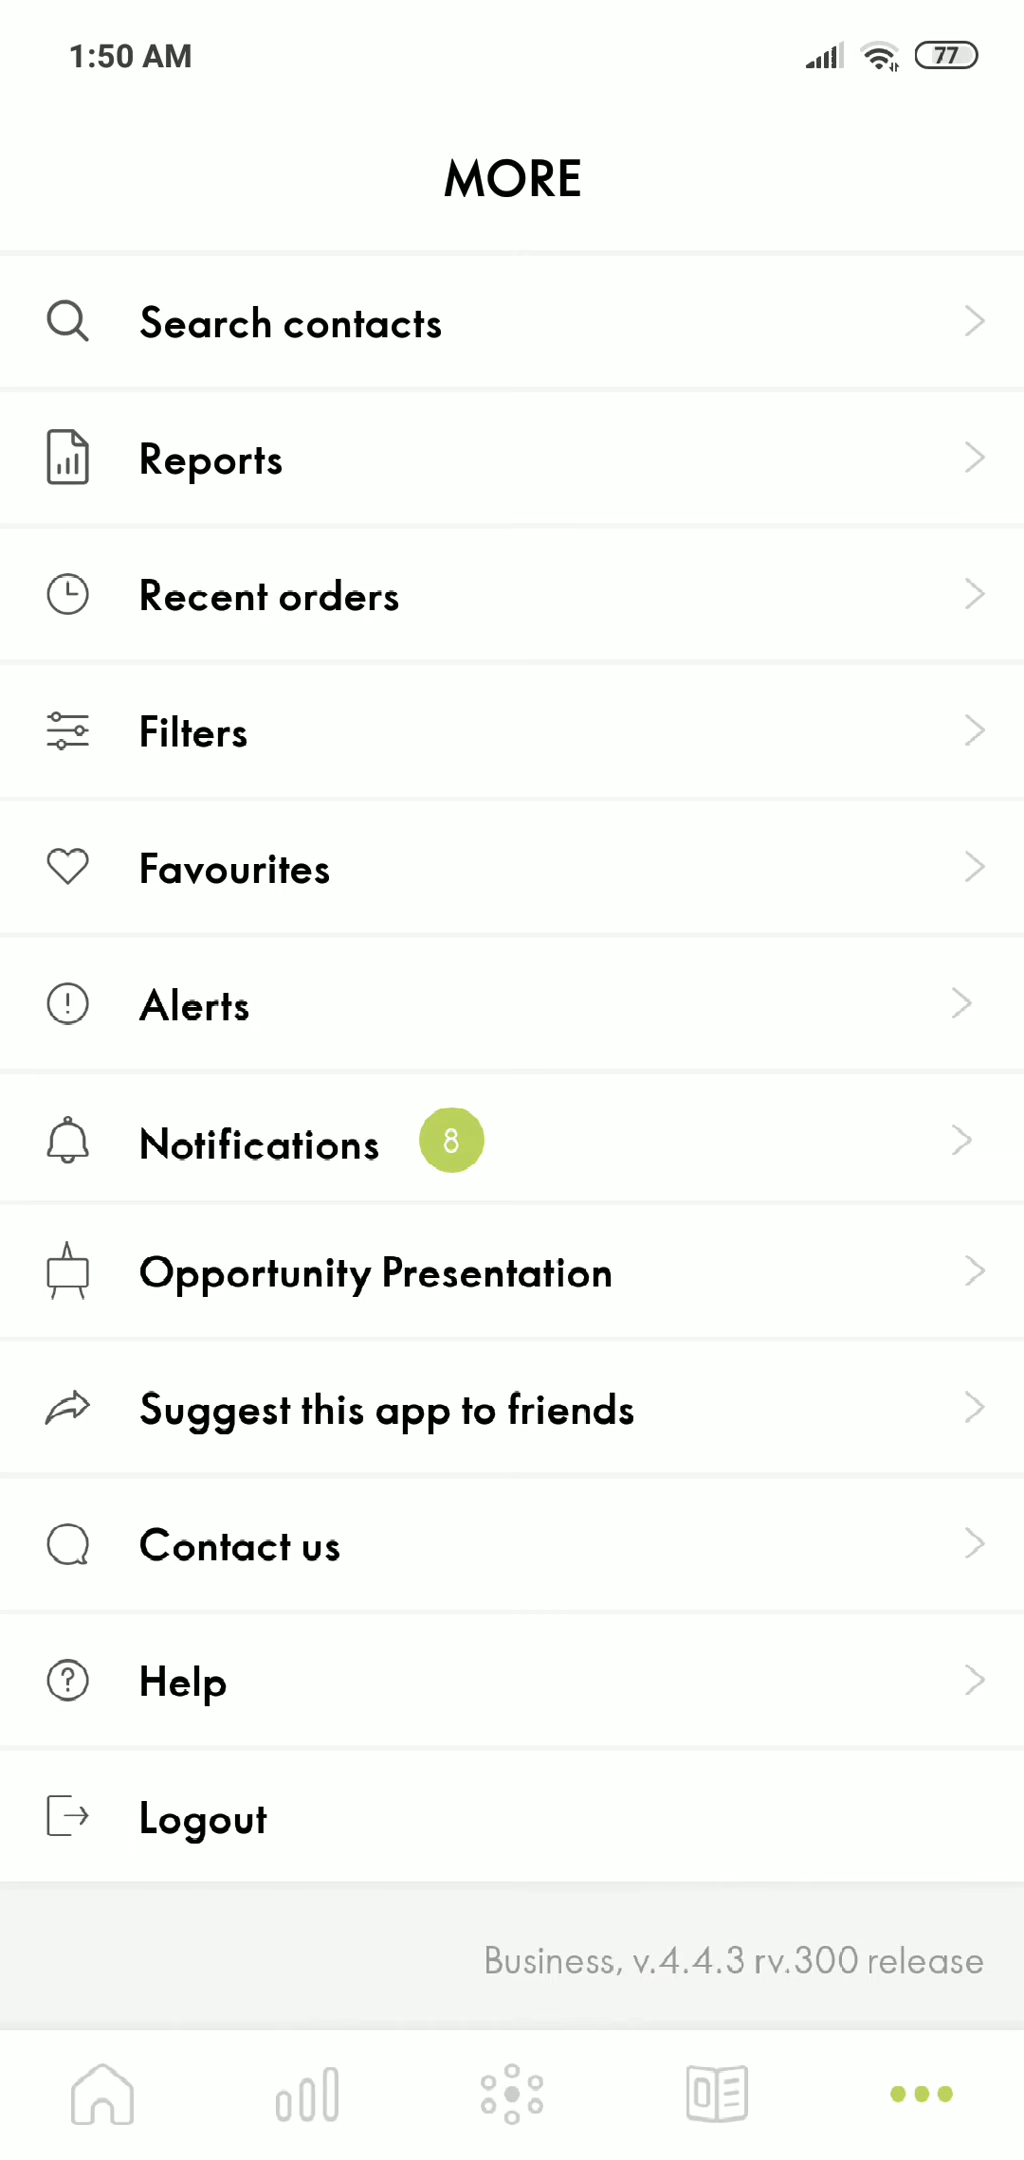 1:50 AM
77
MORE
Search contacts
Reports
Recent orders
Filters
Favourites
Alerts
Notifications 8
Opportunity Presentation
Suggest this app to friends
Contact us
Help
Logout
Business, v.4.4.3 rv.300 release